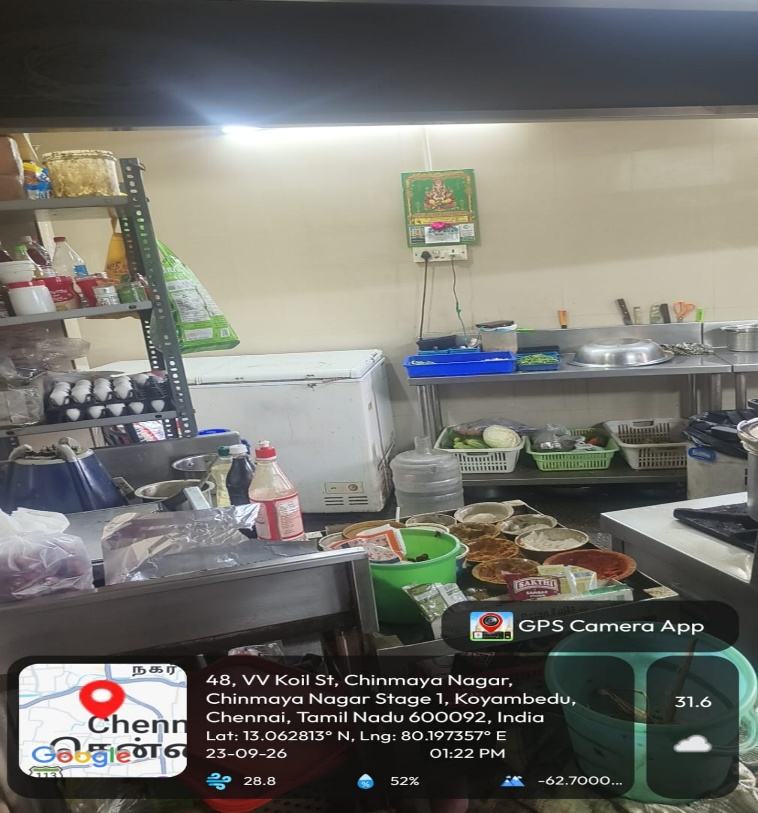 SAKTHI
GPS Camera App
நகர்
Chenn
சென்னை
Google
113
48, VV Koil St, Chinmaya Nagar,
Chinmaya Nagar Stage 1, Koyambedu,
Chennai, Tamil Nadu 600092, India
Lat: 13.062813° N, Lng: 80.197357° E
23-09-26 01:22 PM
28.8 52% -62.7000...
31.6